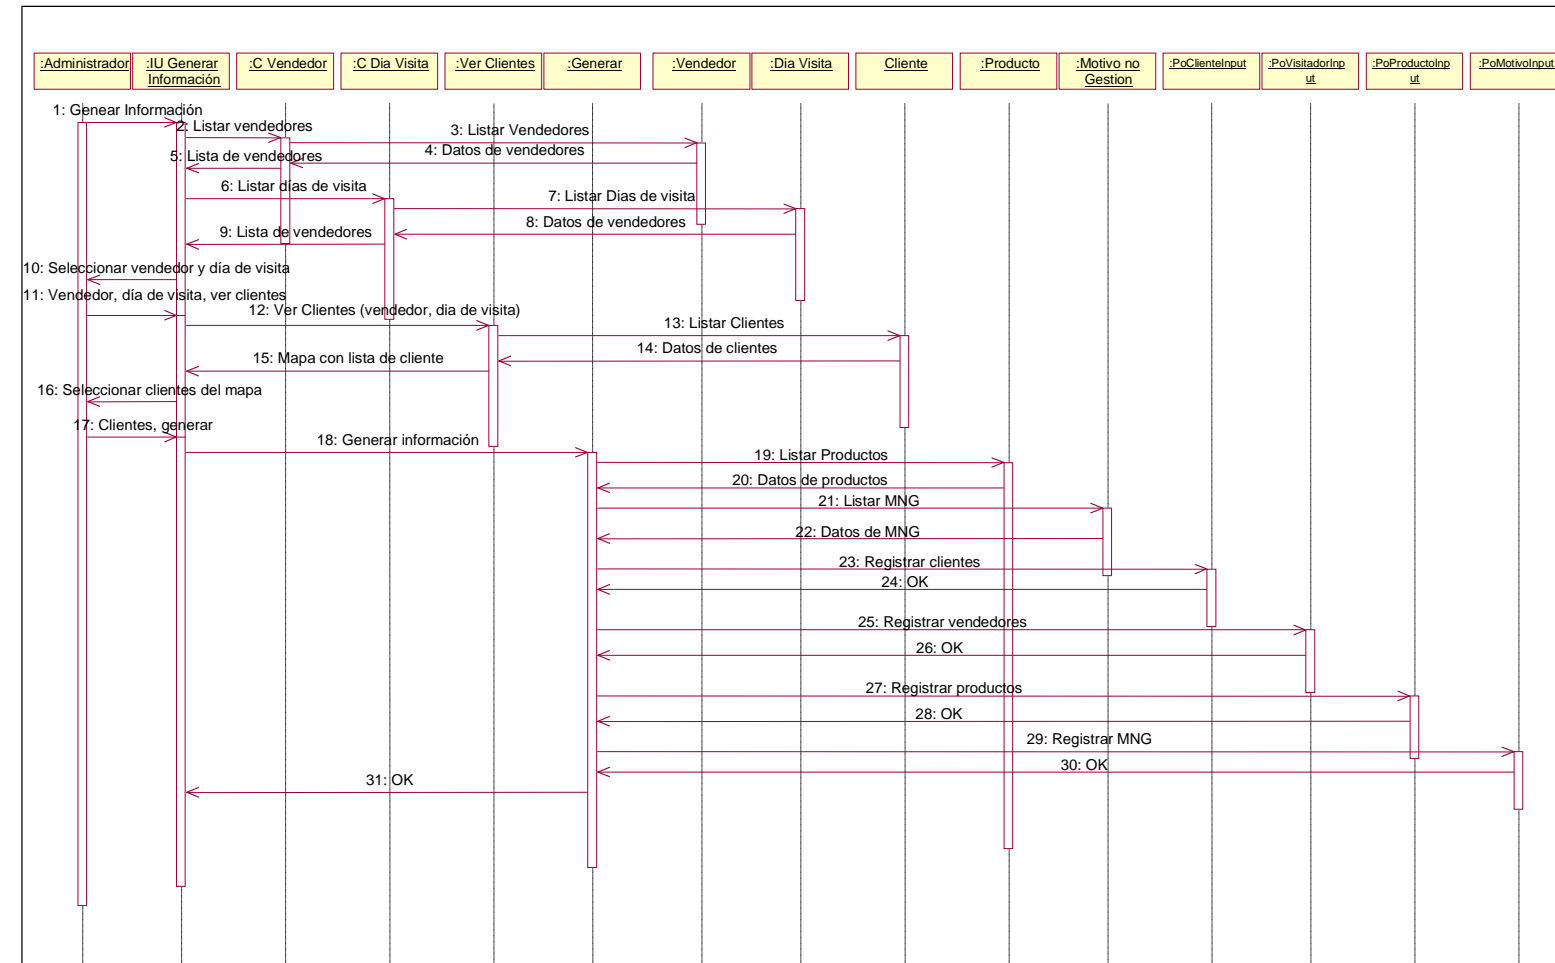 :Administrador
:IU Generar
Información
:C Vendedor
:C Dia Visita
:Ver Clientes
:Generar
:Vendedor
:Dia Visita
Cliente
:Producto
:Motivo no
Gestion
:PoClienteInput
:PoVisitadorInp
ut
:PoProductoInp
ut
:PoMotivoInput
1: Genear Información
2: Listar vendedores
3: Listar Vendedores
4: Datos de vendedores
5: Lista de vendedores
6: Listar días de visita
7: Listar Dias de visita
8: Datos de vendedores
9: Lista de vendedores
10: Seleccionar vendedor y día de visita
11: Vendedor, día de visita, ver clientes
12: Ver Clientes (vendedor, dia de visita)
13: Listar Clientes
14: Datos de clientes
15: Mapa con lista de cliente
16: Seleccionar clientes del mapa
17: Clientes, generar
18: Generar información
19: Listar Productos
20: Datos de productos
21: Listar MNG
22: Datos de MNG
23: Registrar clientes
24: OK
25: Registrar vendedores
26: OK
27: Registrar productos
28: OK
29: Registrar MNG
30: OK
31: OK